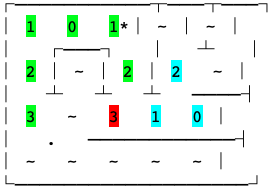 1 0 1* | ~ | ~ |
2 | ~ | 2 | 2 ~ |
3 ~ 3 1 0 |
.
~ ~ ~ ~ ~ |